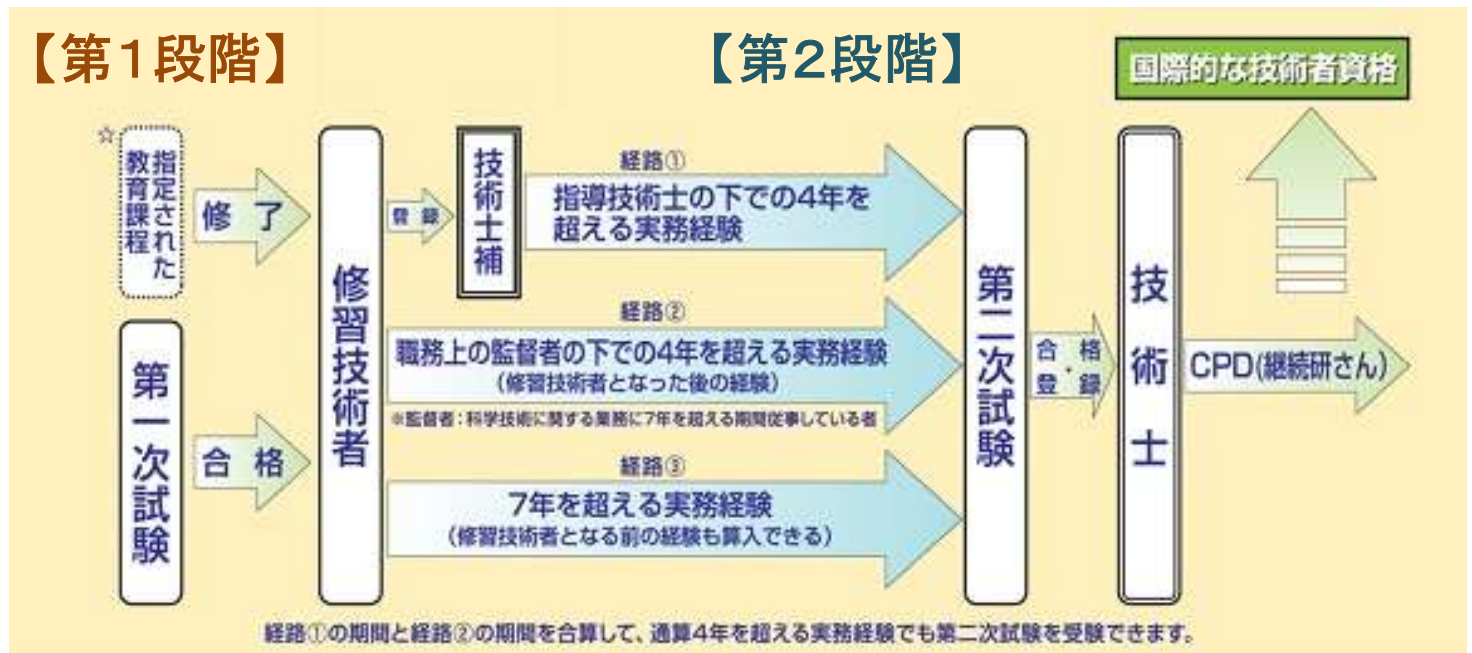 【第1段階】
【第2段階】
国際的な技術者資格
☆
指定された
教育課程
修了
第一次試験
合格
修習技術者
登録
技術士補
経路①
指導技術士の下での4年を
超える実務経験
経路②
職務上の監督者の下での4年を超える実務経験
(修習技術者となった後の経験)
※監督者:科学技術に関する業務に7年を超える期間従事している者
経路③
7年を超える実務経験
(修習技術者となる前の経験も算入できる)
第二次試験
合格・登録
技術士
CPD(継続研さん)
経路①の期間と経路②の期間を合算して、通算4年を超える実務経験でも第二次試験を受験できます。